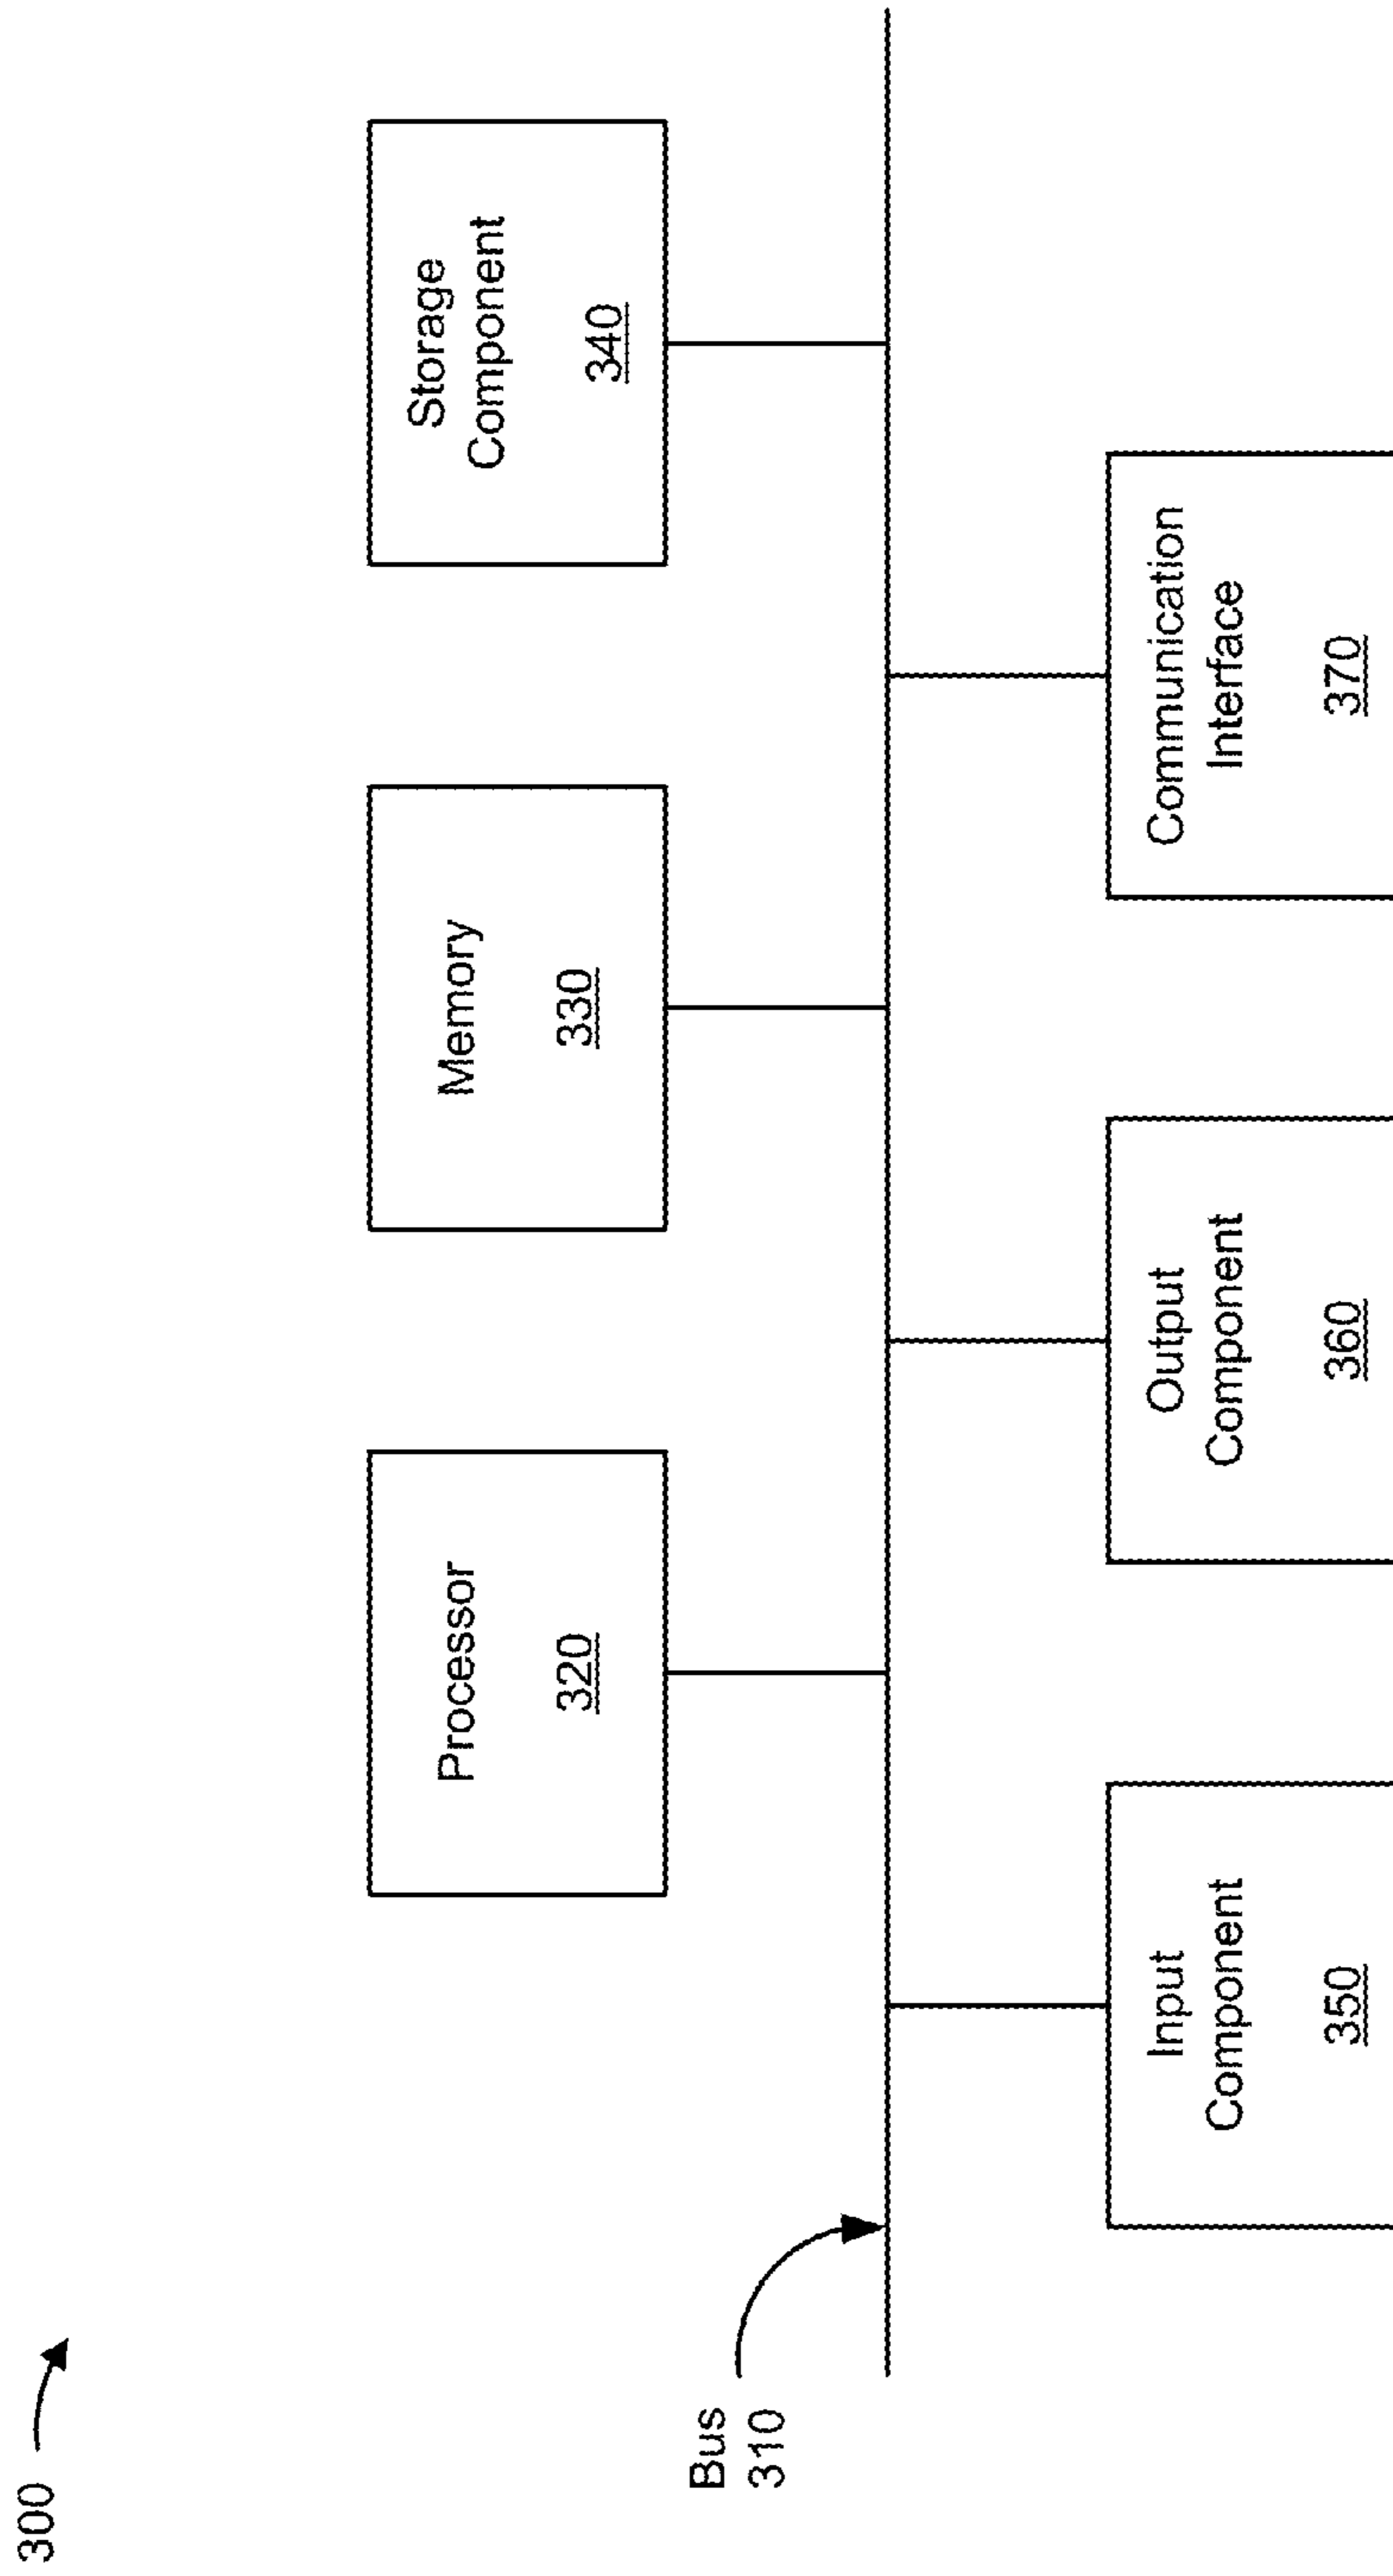 300
Processor
320
Memory
330
Storage
Component
340
Bus
310
Input
Component
350
Output
Component
360
Communication
Interface
370